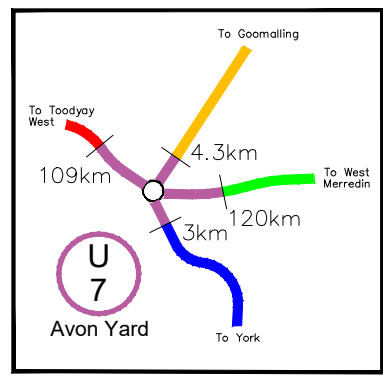 To Goomalling
To Toodyay
West
4.3km
109km
To West
Merredin
120km
3km
U
7
Avon Yard
To York